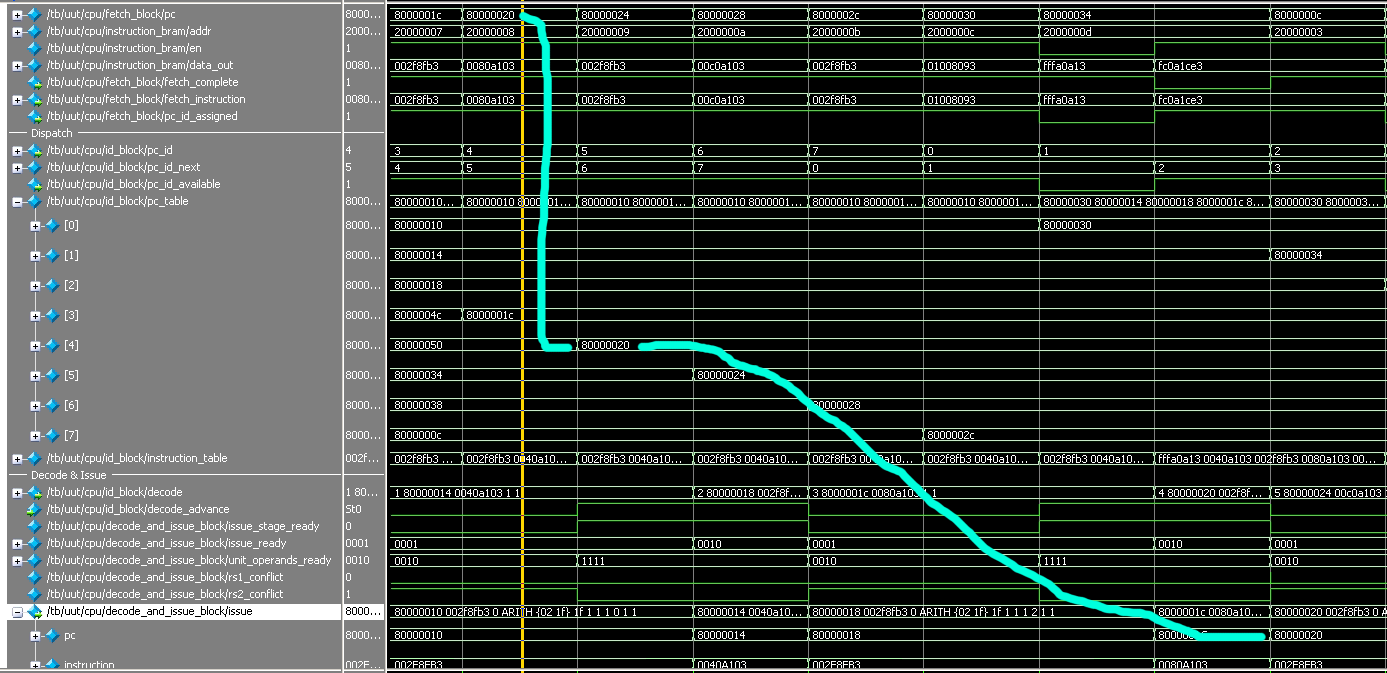 /tb/uut/cpu/fetch_block/pc 8000... 8000001c 80000020 80000024 80000028 8000002c 80000030 80000034 8000000c
/tb/uut/cpu/instruction_bram/addr 2000... 20000007 20000008 20000009 2000000a 2000000b 2000000c 2000000d 20000003
/tb/uut/cpu/instruction_bram/en 1
/tb/uut/cpu/instruction_bram/data_out 0080... 002f8fb3 0080a103 002f8fb3 00c0a103 002f8fb3 01008093 fffa0a13 fc0a1ce3
/tb/uut/cpu/fetch_block/fetch_complete 1
/tb/uut/cpu/fetch_block/fetch_instruction 0080... 002f8fb3 0080a103 002f8fb3 00c0a103 002f8fb3 01008093 fffa0a13 fc0a1ce3
/tb/uut/cpu/fetch_block/pc_id_assigned 1
Dispatch
/tb/uut/cpu/id_block/pc_id 4 3 4 5 6 7 0 1 2
/tb/uut/cpu/id_block/pc_id_next 5 4 5 6 7 0 1 2 3
/tb/uut/cpu/id_block/pc_id_available 1
/tb/uut/cpu/id_block/pc_table 8000... 80000010... 80000010 8000001... 80000010 8000001... 80000010 8000001... 80000010 8000001... 80000010 8000001... 80000030 80000014 80000018 8000001c 8... 80000030 8000003...
[0] 8000... 80000010 80000030
[1] 8000... 80000014 80000034
[2] 8000... 80000018
[3] 8000... 8000004c 8000001c
[4] 8000... 80000050 80000020
[5] 8000... 80000034 80000024
[6] 8000... 80000038 80000028
[7] 8000... 8000000c 8000002c
/tb/uut/cpu/id_block/instruction_table 002f... 002f8fb3 ... 002f8fb3 0040a10... 002f8fb3 0040a10... 002f8fb3 0040a10... 002f8fb3 0040a10... 002f8fb3 0040a10... 002f8fb3 0040a10... fffa0a13 0040a103 002f8fb3 0080a103 00...
Decode & Issue
/tb/uut/cpu/id_block/decode 1 80... 1 80000014 0040a103 1 1 2 80000018 002f8f... 3 8000001c 0080a103 1 1 4 80000020 002f8f... 5 80000024 00c0a103
/tb/uut/cpu/id_block/decode_advance St0
/tb/uut/cpu/decode_and_issue_block/issue_stage_ready 0
/tb/uut/cpu/decode_and_issue_block/issue_ready 0001 0001 0010 0001 0010 0001
/tb/uut/cpu/decode_and_issue_block/unit_operands_ready 0010 0010 1111 0010 1111 0010
/tb/uut/cpu/decode_and_issue_block/rs1_conflict 0
/tb/uut/cpu/decode_and_issue_block/rs2_conflict 1
/tb/uut/cpu/decode_and_issue_block/issue 8000... 80000010 002f8fb3 0 ARITH {02 1f} 1f 1 1 1 0 1 1 80000014 0040a10... 80000018 002f8fb3 0 ARITH {02 1f} 1f 1 1 1 2 1 1 8000001c 0080a10... 80000020 002f8fb3 0 A
pc 8000... 80000010 80000014 80000018 80000020
instruction 002F... 002F8FB3 0040A103 002F8FB3 0080A103 002F8FB3